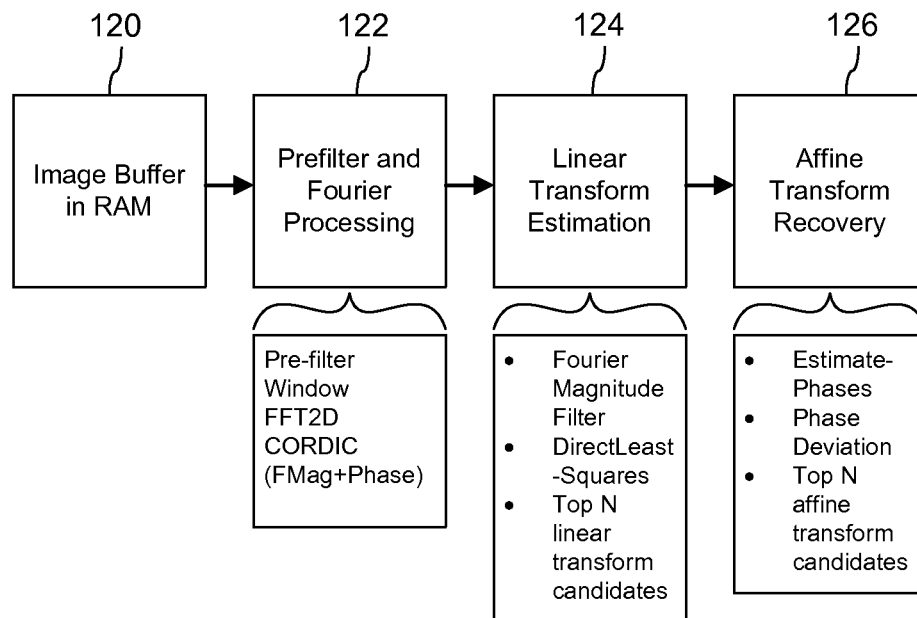 120
122
124
126
Image Buffer
in RAM
Prefilter and
Fourier
Processing
Linear
Transform
Estimation
Affine
Transform
Recovery
Pre-filter
Window
FFT2D
CORDIC
(FMag+Phase)
• Fourier
Magnitude
Filter
• DirectLeast
-Squares
• Top N
linear
transform
candidates
• Estimate-
Phases
• Phase
Deviation
• Top N
affine
transform
candidates